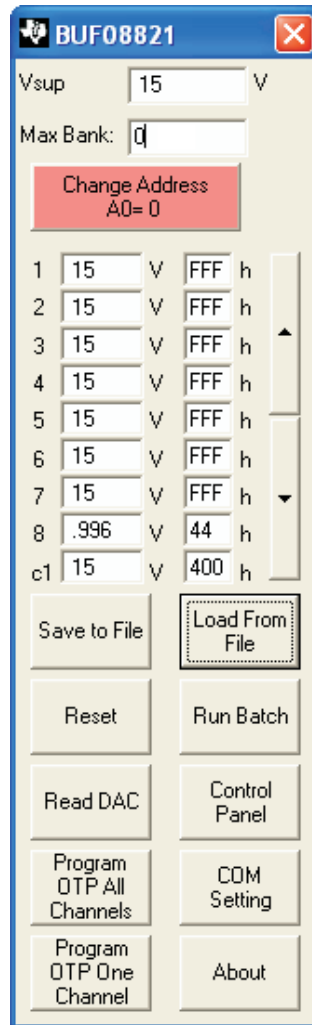 BUF08821
Vsup 15 V
Max Bank: 0
Change Address
A0= 0
1 15 V FFF h
2 15 V FFF h
3 15 V FFF h
4 15 V FFF h
5 15 V FFF h
6 15 V FFF h
7 15 V FFF h
8 .996 V 44 h
c1 15 V 400 h
Save to File
Load From
File
Reset
Run Batch
Read DAC
Control
Panel
Program
OTP All
Channels
COM
Setting
Program
OTP One
Channel
About